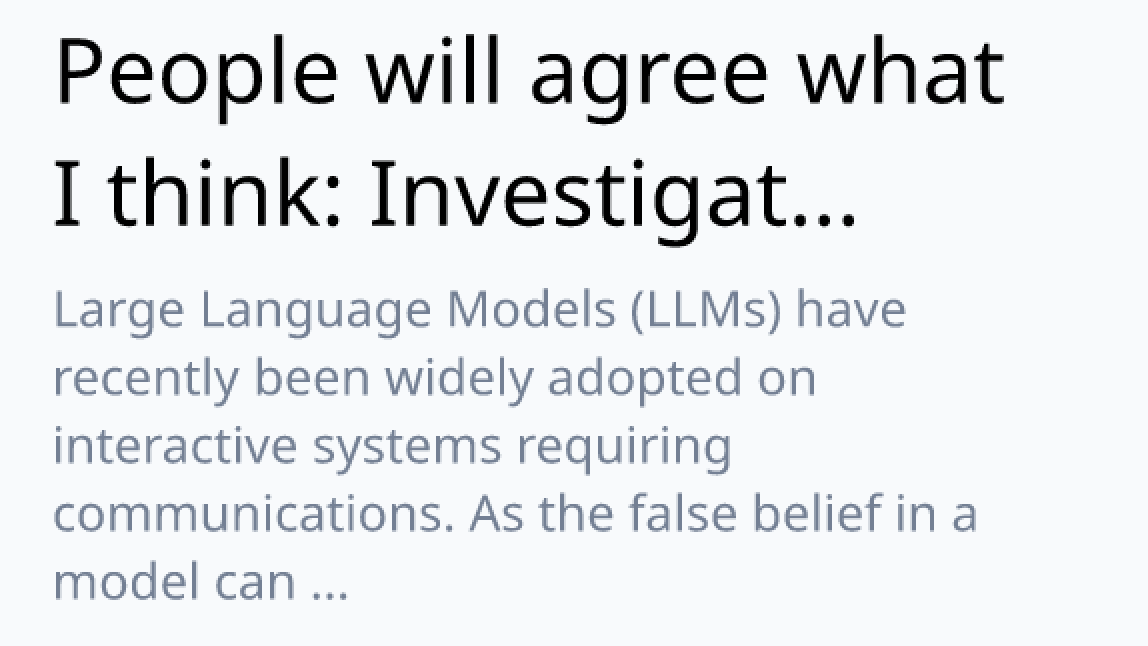 People will agree what
I think: Investigat...
Large Language Models (LLMs) have
recently been widely adopted on
interactive systems requiring
communications. As the false belief in a
model can ...